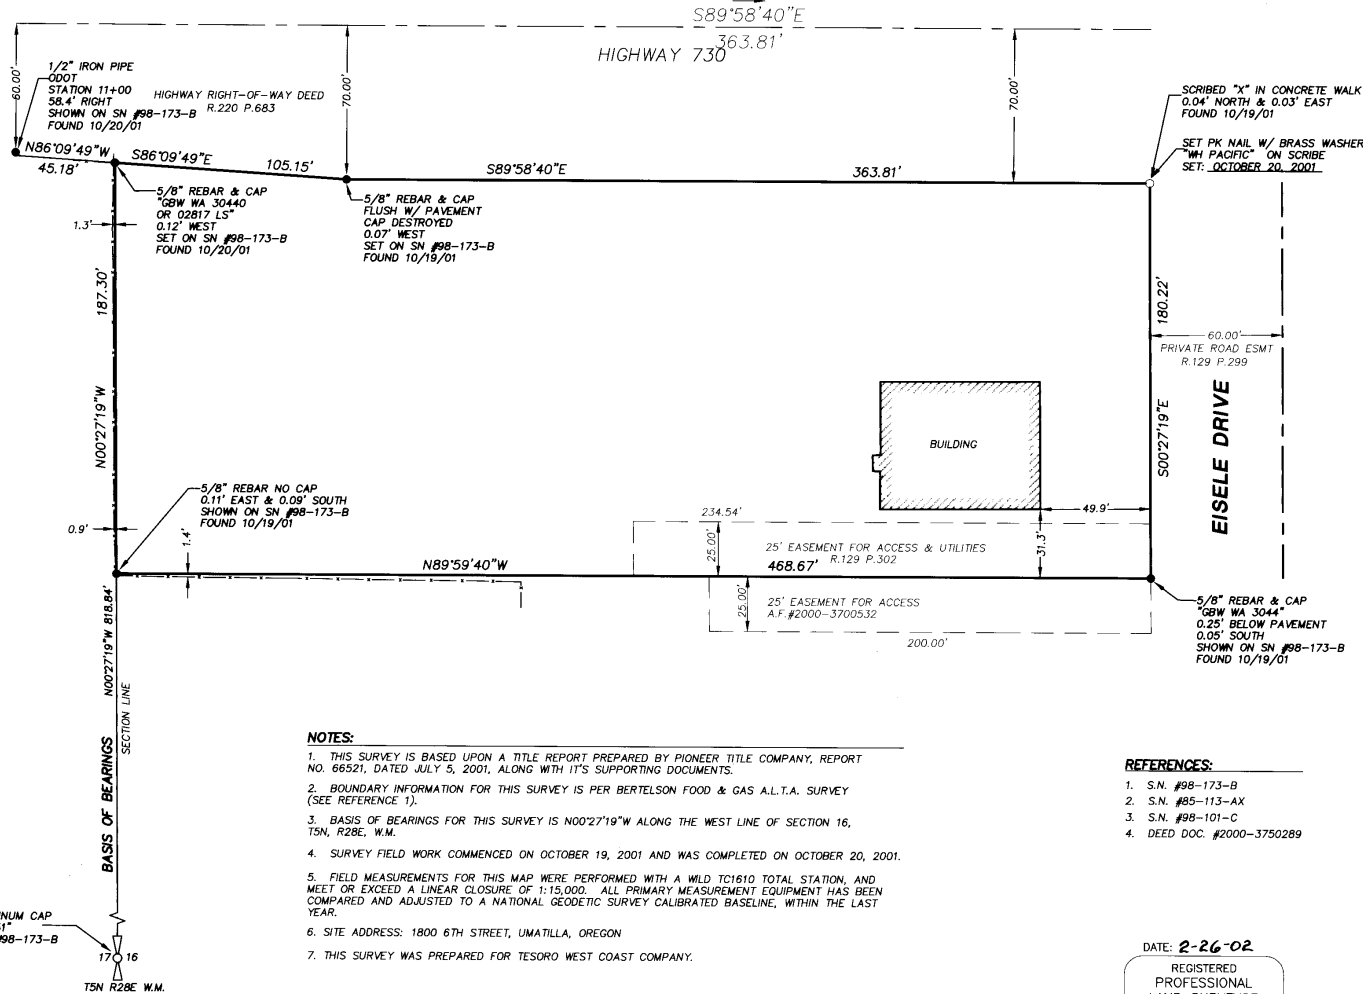 S89°58'40"E
363.81'
HIGHWAY 730
60.00'
1/2" IRON PIPE
ODOT
STATION 11+00
58.4' RIGHT
SHOWN ON SN #98-173-B
FOUND 10/20/01
HIGHWAY RIGHT-OF-WAY DEED
R.220 P.683
70.00'
70.00'
SCRIBED "X" IN CONCRETE WALK
0.04' NORTH & 0.03' EAST
FOUND 10/19/01
SET PK NAIL W/ BRASS WASHER
"WH PACIFIC" ON SCRIBE
SET: OCTOBER 20, 2001
N86°09'49"W
45.18'
S86°09'49"E
105.15'
S89°58'40"E
363.81'
5/8" REBAR & CAP
"GBW WA 30440
OR 02817 LS"
0.12' WEST
SET ON SN #98-173-B
FOUND 10/20/01
5/8" REBAR & CAP
FLUSH W/ PAVEMENT
CAP DESTROYED
0.07' WEST
SET ON SN #98-173-B
FOUND 10/19/01
1.3'
187.30'
N00°27'19"W
180.22'
S00°27'19"E
60.00'
PRIVATE ROAD ESMT
R.129 P.299
EISELE DRIVE
BUILDING
49.9'
31.3'
5/8" REBAR NO CAP
0.11' EAST & 0.09' SOUTH
SHOWN ON SN #98-173-B
FOUND 10/19/01
0.9'
1.4'
234.54'
25.00'
25' EASEMENT FOR ACCESS & UTILITIES
R.129 P.302
N89°59'40"W
468.67'
25.00'
25' EASEMENT FOR ACCESS
A.F.#2000-3700532
200.00'
5/8" REBAR & CAP
"GBW WA 3044"
0.25' BELOW PAVEMENT
0.05' SOUTH
SHOWN ON SN #98-173-B
FOUND 10/19/01
N00°27'19"W 818.84'
SECTION LINE
BASIS OF BEARINGS
NOTES:
1. THIS SURVEY IS BASED UPON A TITLE REPORT PREPARED BY PIONEER TITLE COMPANY, REPORT
NO. 66521, DATED JULY 5, 2001, ALONG WITH IT'S SUPPORTING DOCUMENTS.
2. BOUNDARY INFORMATION FOR THIS SURVEY IS PER BERTELSON FOOD & GAS A.L.T.A. SURVEY
(SEE REFERENCE 1).
3. BASIS OF BEARINGS FOR THIS SURVEY IS N00°27'19"W ALONG THE WEST LINE OF SECTION 16,
T5N, R28E, W.M.
4. SURVEY FIELD WORK COMMENCED ON OCTOBER 19, 2001 AND WAS COMPLETED ON OCTOBER 20, 2001.
5. FIELD MEASUREMENTS FOR THIS MAP WERE PERFORMED WITH A WILD TC1610 TOTAL STATION, AND
MEET OR EXCEED A LINEAR CLOSURE OF 1:15,000. ALL PRIMARY MEASUREMENT EQUIPMENT HAS BEEN
COMPARED AND ADJUSTED TO A NATIONAL GEODETIC SURVEY CALIBRATED BASELINE, WITHIN THE LAST
YEAR.
6. SITE ADDRESS: 1800 6TH STREET, UMATILLA, OREGON
7. THIS SURVEY WAS PREPARED FOR TESORO WEST COAST COMPANY.
REFERENCES:
1. S.N. #98-173-B
2. S.N. #85-113-AX
3. S.N. #98-101-C
4. DEED DOC. #2000-3750289
NUM CAP
1"
#98-173-B
17 16
T5N R28E W.M.
DATE: 2-26-02
REGISTERED
PROFESSIONAL